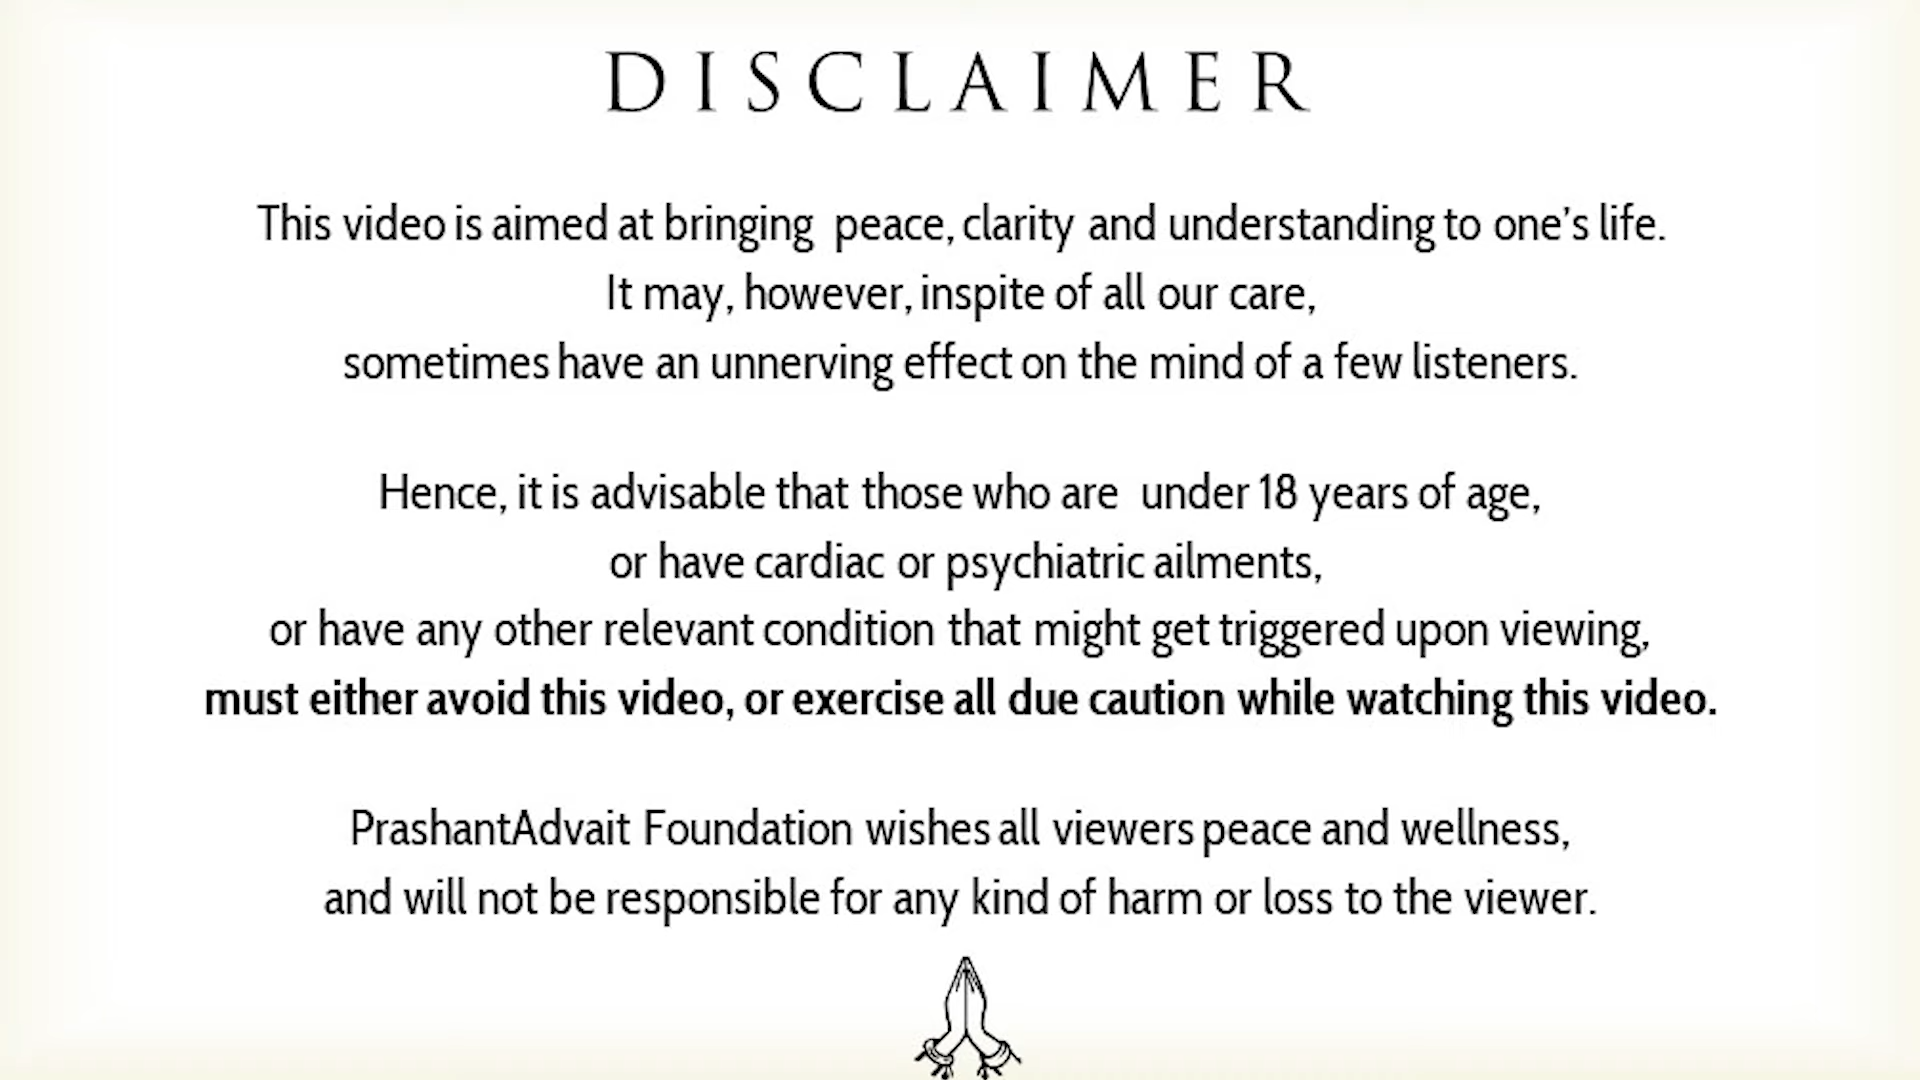 DISCLAIMER
This video is aimed at bringing peace, clarity and understanding to one's life.
It may, however, inspite of all our care,
sometimes have an unnerving effect on the mind of a few listeners.
Hence, it is advisable that those who are under 18 years of age,
or have cardiac or psychiatric ailments,
or have any other relevant condition that might get triggered upon viewing,
must either avoid this video, or exercise all due caution while watching this video.
PrashantAdvait Foundation wishes all viewers peace and wellness,
and will not be responsible for any kind of harm or loss to the viewer.